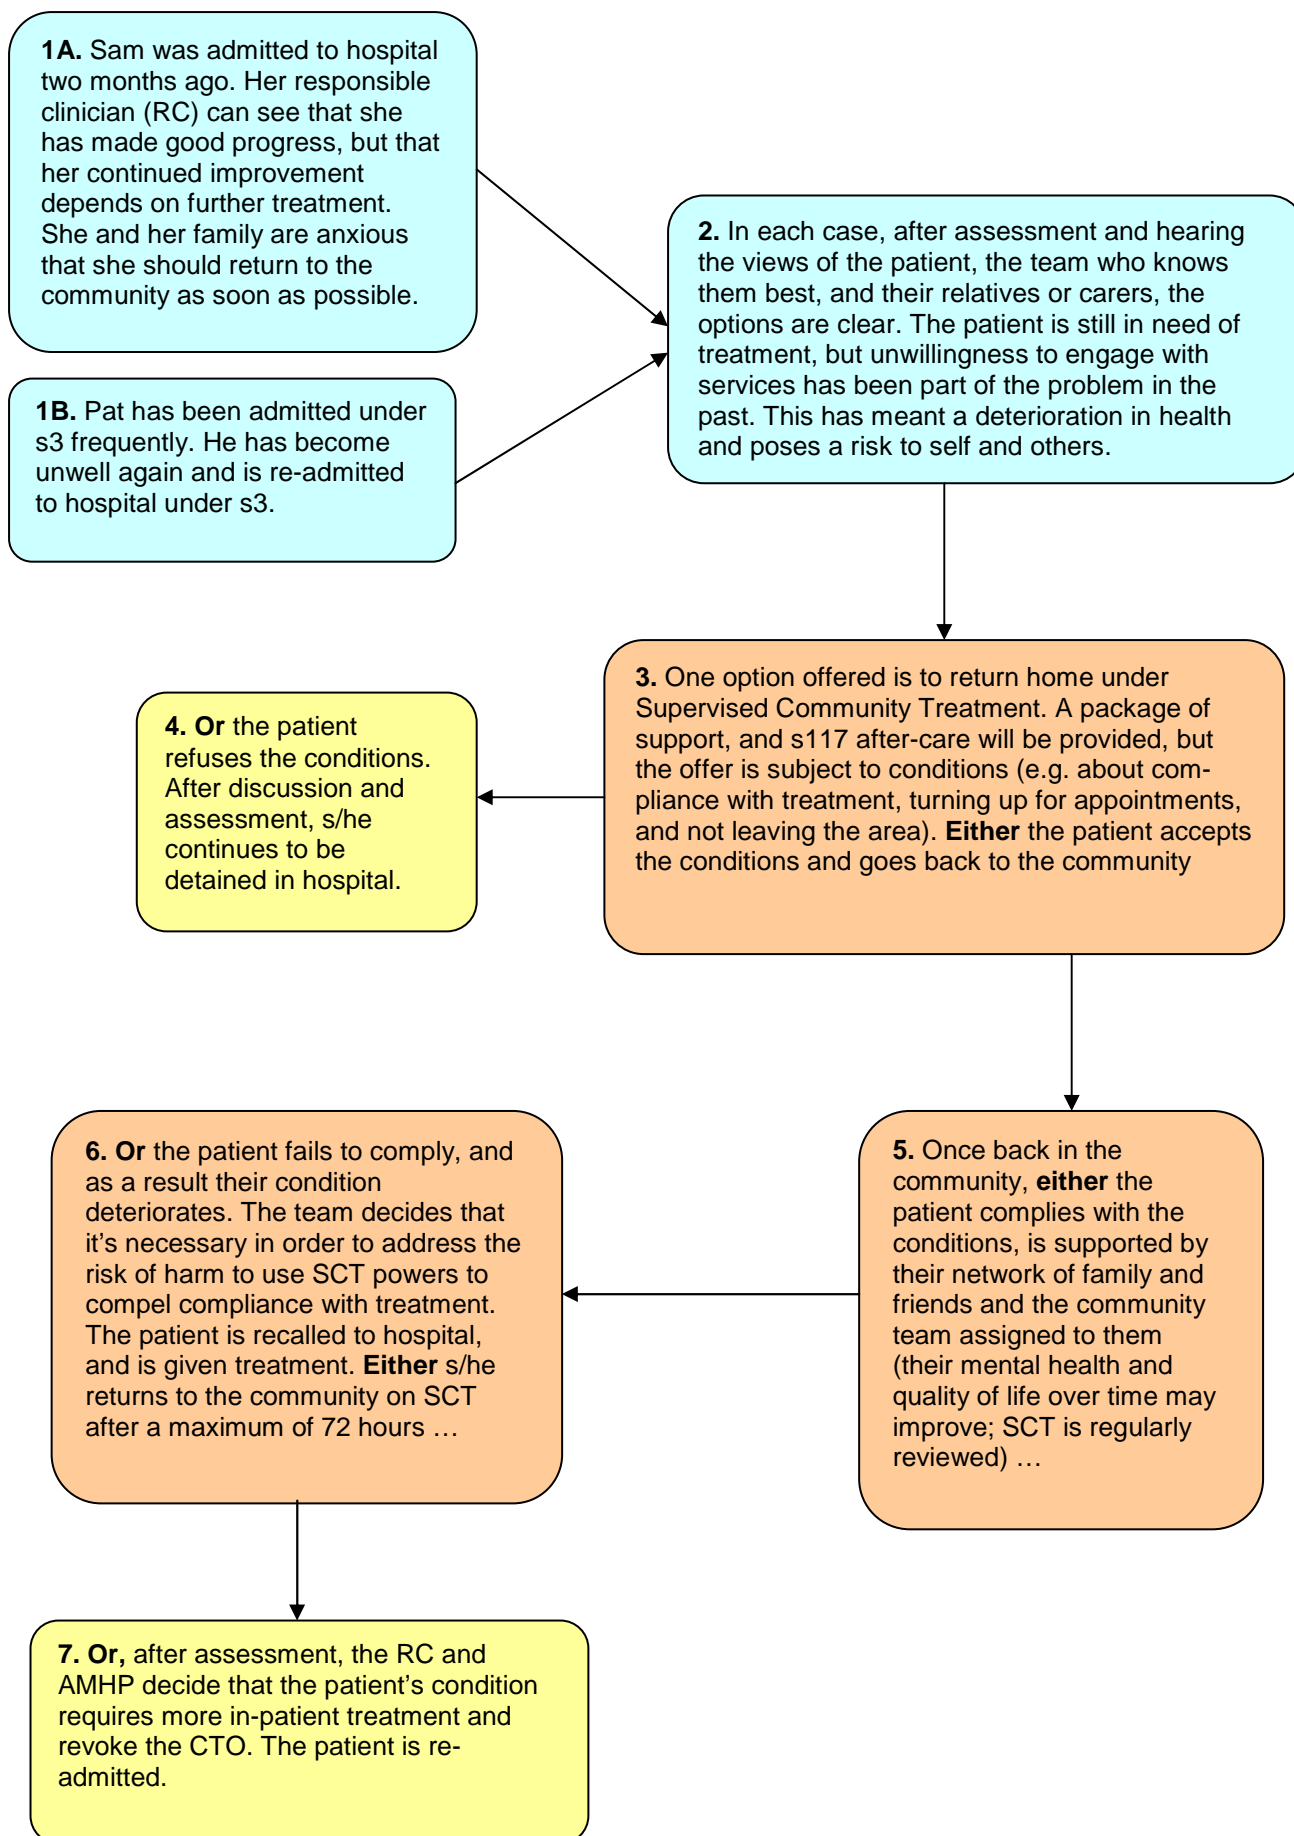 1A. Sam was admitted to hospital
two months ago. Her responsible
clinician (RC) can see that she
has made good progress, but that
her continued improvement
depends on further treatment.
She and her family are anxious
that she should return to the
community as soon as possible.
1B. Pat has been admitted under
s3 frequently. He has become
unwell again and is re-admitted
to hospital under s3.
2. In each case, after assessment and hearing
the views of the patient, the team who knows
them best, and their relatives or carers, the
options are clear. The patient is still in need of
treatment, but unwillingness to engage with
services has been part of the problem in the
past. This has meant a deterioration in health
and poses a risk to self and others.
3. One option offered is to return home under
Supervised Community Treatment. A package of
support, and s117 after-care will be provided, but
the offer is subject to conditions (e.g. about com-
pliance with treatment, turning up for appointments,
and not leaving the area). Either the patient accepts
the conditions and goes back to the community
4. Or the patient
refuses the conditions.
After discussion and
assessment, s/he
continues to be
detained in hospital.
5. Once back in the
community, either the
patient complies with the
conditions, is supported by
their network of family and
friends and the community
team assigned to them
(their mental health and
quality of life over time may
improve; SCT is regularly
reviewed) …
6. Or the patient fails to comply, and
as a result their condition
deteriorates. The team decides that
it’s necessary in order to address the
risk of harm to use SCT powers to
compel compliance with treatment.
The patient is recalled to hospital,
and is given treatment. Either s/he
returns to the community on SCT
after a maximum of 72 hours …
7. Or, after assessment, the RC and
AMHP decide that the patient’s condition
requires more in-patient treatment and
revoke the CTO. The patient is re-
admitted.